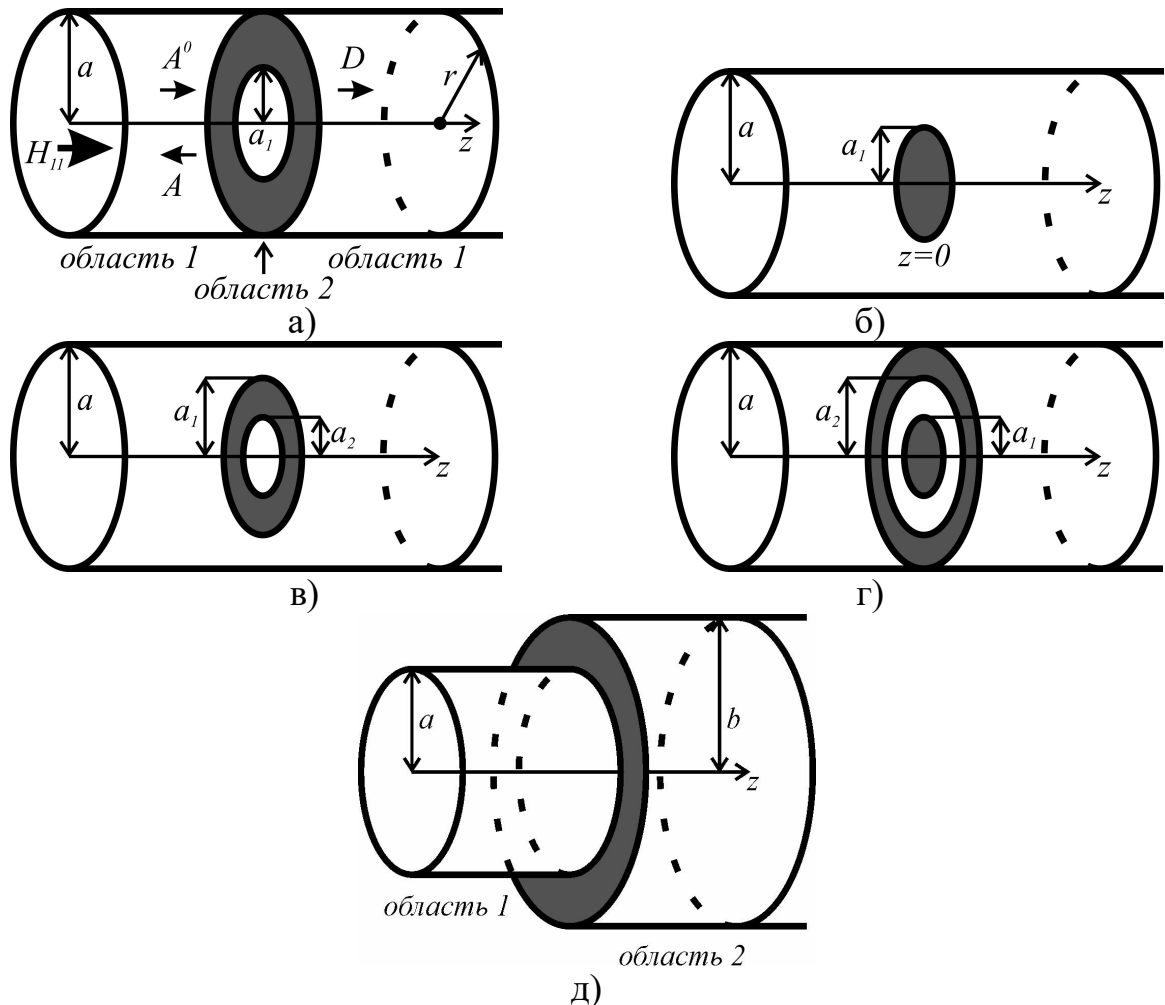 a
A⁰
D
r
a₁
z
H₁₁
A
область 1
область 1
область 2
а)
a
a₁
z
z=0
б)
a
a₁
a₂
z
в)
a
a₂
a₁
z
г)
a
b
z
область 1
область 2
д)